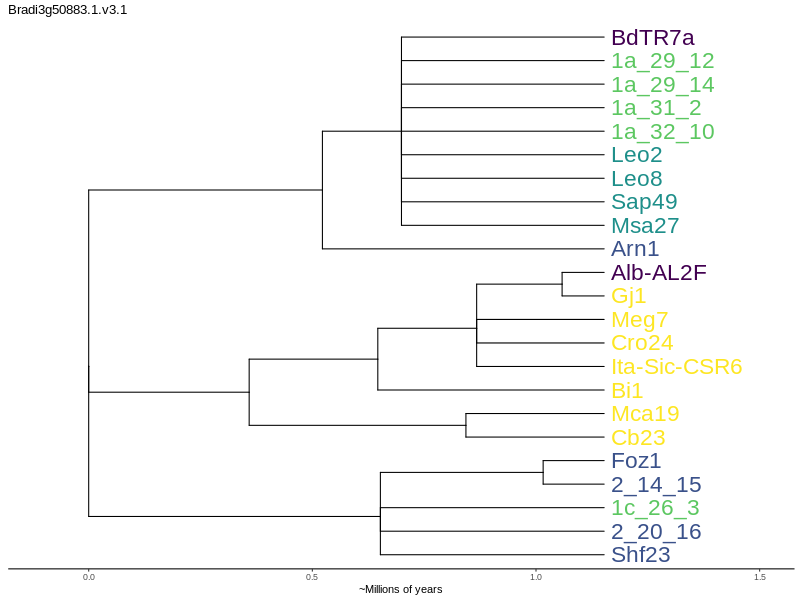 Bradi3g50883.1.v3.1
BdTR7a
1a_29_12
1a_29_14
1a_31_2
1a_32_10
Leo2
Leo8
Sap49
Msa27
Arn1
Alb-AL2F
Gj1
Meg7
Cro24
Ita-Sic-CSR6
Bi1
Mca19
Cb23
Foz1
2_14_15
1c_26_3
2_20_16
Shf23
0.0 0.5 1.0 1.5
~Millions of years